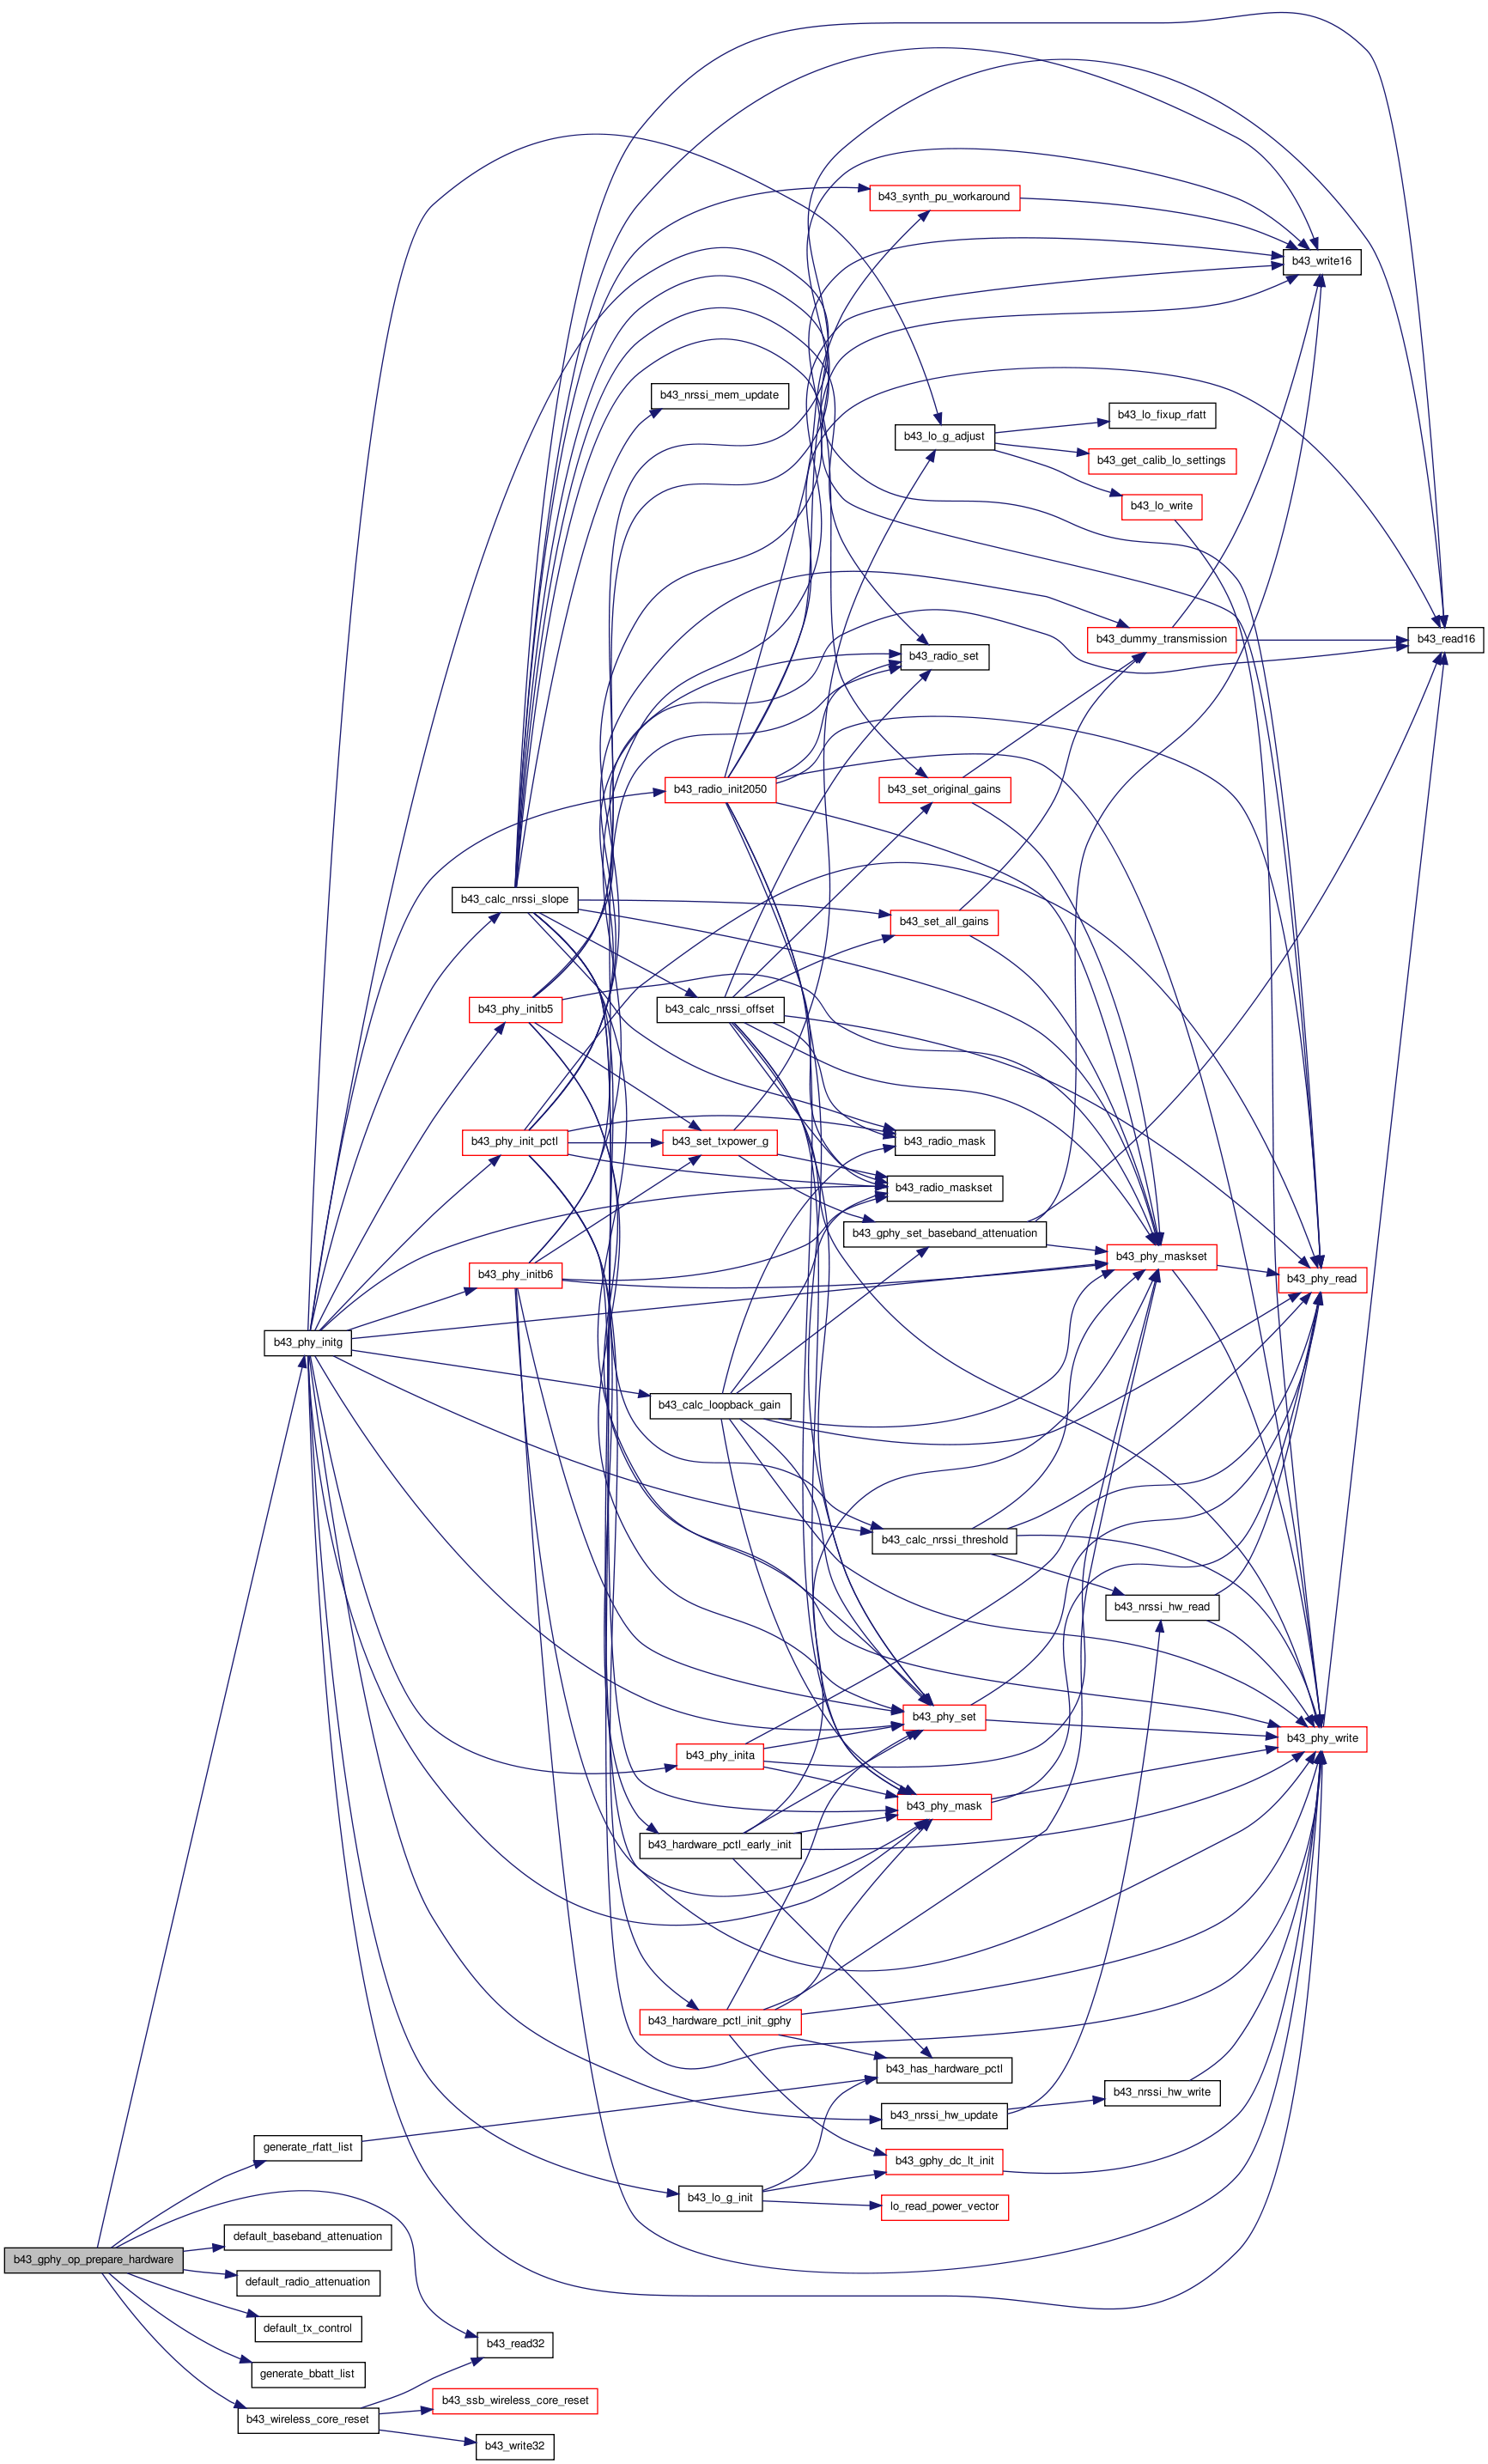 b43_synth_pu_workaround
b43_write16
b43_nrssi_mem_update
b43_lo_fixup_rfatt
b43_lo_g_adjust
b43_get_calib_lo_settings
b43_lo_write
b43_dummy_transmission
b43_read16
b43_radio_set
b43_radio_init2050
b43_set_original_gains
b43_calc_nrssi_slope
b43_set_all_gains
b43_phy_initb5
b43_calc_nrssi_offset
b43_phy_init_pctl
b43_set_txpower_g
b43_radio_mask
b43_radio_maskset
b43_gphy_set_baseband_attenuation
b43_phy_maskset
b43_phy_initb6
b43_phy_read
b43_phy_initg
b43_calc_loopback_gain
b43_calc_nrssi_threshold
b43_nrssi_hw_read
b43_phy_set
b43_phy_write
b43_phy_inita
b43_phy_mask
b43_hardware_pctl_early_init
b43_hardware_pctl_init_gphy
b43_has_hardware_pctl
b43_nrssi_hw_write
b43_nrssi_hw_update
generate_rfatt_list
b43_gphy_dc_lt_init
b43_lo_g_init
lo_read_power_vector
default_baseband_attenuation
b43_gphy_op_prepare_hardware
default_radio_attenuation
default_tx_control
b43_read32
generate_bbatt_list
b43_ssb_wireless_core_reset
b43_wireless_core_reset
b43_write32